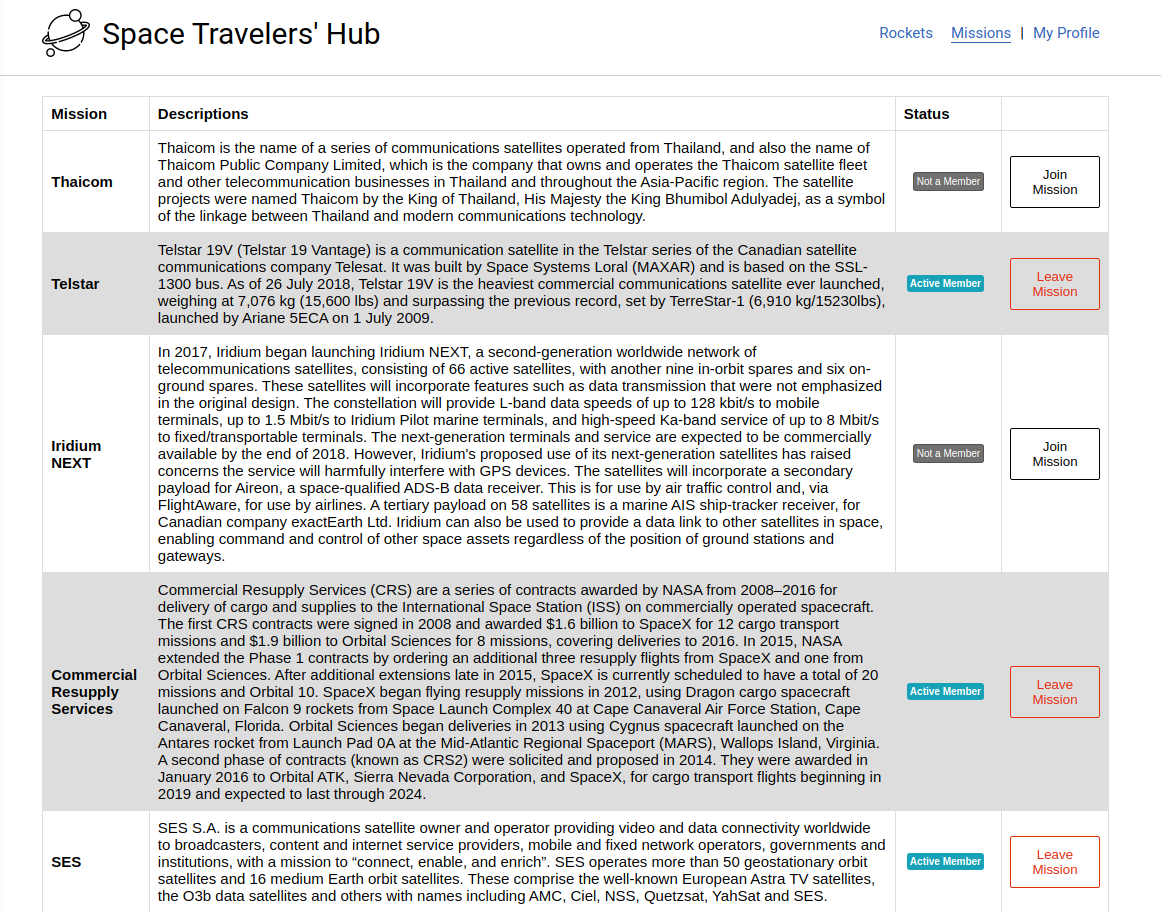 Space Travelers' Hub
Rockets Missions | My Profile
Mission Descriptions Status
Thaicom
Thaicom is the name of a series of communications satellites operated from Thailand, and also the name of
Thaicom Public Company Limited, which is the company that owns and operates the Thaicom satellite fleet
and other telecommunication businesses in Thailand and throughout the Asia-Pacific region. The satellite
projects were named Thaicom by the King of Thailand, His Majesty the King Bhumibol Adulyadej, as a symbol
of the linkage between Thailand and modern communications technology.
Not a Member
Join
Mission
Telstar
Telstar 19V (Telstar 19 Vantage) is a communication satellite in the Telstar series of the Canadian satellite
communications company Telesat. It was built by Space Systems Loral (MAXAR) and is based on the SSL-
1300 bus. As of 26 July 2018, Telstar 19V is the heaviest commercial communications satellite ever launched,
weighing at 7,076 kg (15,600 lbs) and surpassing the previous record, set by TerreStar-1 (6,910 kg/15230lbs),
launched by Ariane 5ECA on 1 July 2009.
Active Member
Leave
Mission
Iridium
NEXT
In 2017, Iridium began launching Iridium NEXT, a second-generation worldwide network of
telecommunications satellites, consisting of 66 active satellites, with another nine in-orbit spares and six on-
ground spares. These satellites will incorporate features such as data transmission that were not emphasized
in the original design. The constellation will provide L-band data speeds of up to 128 kbit/s to mobile
terminals, up to 1.5 Mbit/s to Iridium Pilot marine terminals, and high-speed Ka-band service of up to 8 Mbit/s
to fixed/transportable terminals. The next-generation terminals and service are expected to be commercially
available by the end of 2018. However, Iridium's proposed use of its next-generation satellites has raised
concerns the service will harmfully interfere with GPS devices. The satellites will incorporate a secondary
payload for Aireon, a space-qualified ADS-B data receiver. This is for use by air traffic control and, via
FlightAware, for use by airlines. A tertiary payload on 58 satellites is a marine AIS ship-tracker receiver, for
Canadian company exactEarth Ltd. Iridium can also be used to provide a data link to other satellites in space,
enabling command and control of other space assets regardless of the position of ground stations and
gateways.
Not a Member
Join
Mission
Commercial
Resupply
Services
Commercial Resupply Services (CRS) are a series of contracts awarded by NASA from 2008–2016 for
delivery of cargo and supplies to the International Space Station (ISS) on commercially operated spacecraft.
The first CRS contracts were signed in 2008 and awarded $1.6 billion to SpaceX for 12 cargo transport
missions and $1.9 billion to Orbital Sciences for 8 missions, covering deliveries to 2016. In 2015, NASA
extended the Phase 1 contracts by ordering an additional three resupply flights from SpaceX and one from
Orbital Sciences. After additional extensions late in 2015, SpaceX is currently scheduled to have a total of 20
missions and Orbital 10. SpaceX began flying resupply missions in 2012, using Dragon cargo spacecraft
launched on Falcon 9 rockets from Space Launch Complex 40 at Cape Canaveral Air Force Station, Cape
Canaveral, Florida. Orbital Sciences began deliveries in 2013 using Cygnus spacecraft launched on the
Antares rocket from Launch Pad 0A at the Mid-Atlantic Regional Spaceport (MARS), Wallops Island, Virginia.
A second phase of contracts (known as CRS2) were solicited and proposed in 2014. They were awarded in
January 2016 to Orbital ATK, Sierra Nevada Corporation, and SpaceX, for cargo transport flights beginning in
2019 and expected to last through 2024.
Active Member
Leave
Mission
SES
SES S.A. is a communications satellite owner and operator providing video and data connectivity worldwide
to broadcasters, content and internet service providers, mobile and fixed network operators, governments and
institutions, with a mission to “connect, enable, and enrich”. SES operates more than 50 geostationary orbit
satellites and 16 medium Earth orbit satellites. These comprise the well-known European Astra TV satellites,
the O3b data satellites and others with names including AMC, Ciel, NSS, Quetzsat, YahSat and SES.
Active Member
Leave
Mission